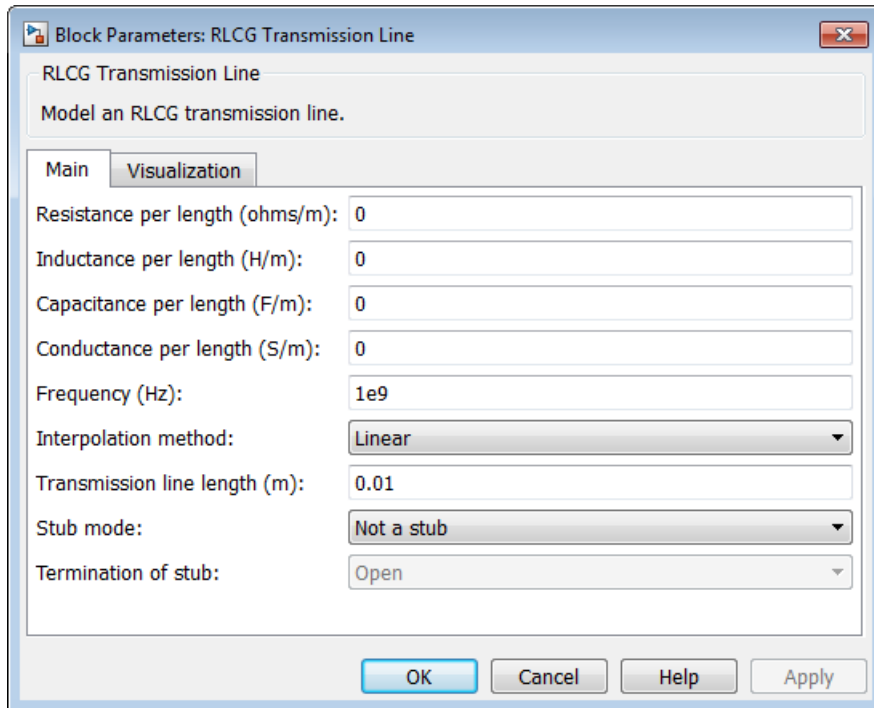 Block Parameters: RLCG Transmission Line
RLCG Transmission Line
Model an RLCG transmission line.
Main Visualization
Resistance per length (ohms/m): 0
Inductance per length (H/m): 0
Capacitance per length (F/m): 0
Conductance per length (S/m): 0
Frequency (Hz): 1e9
Interpolation method: Linear
Transmission line length (m): 0.01
Stub mode: Not a stub
Termination of stub: Open
OK Cancel Help Apply